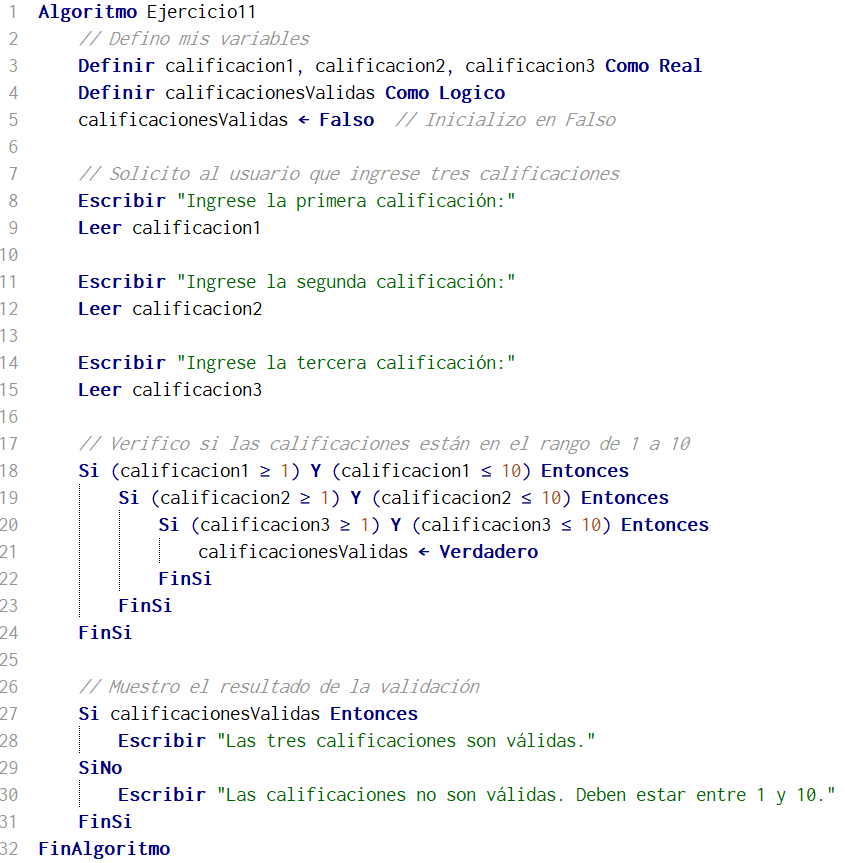 1 Algoritmo Ejercicio11
2 // Defino mis variables
3 Definir calificacion1, calificacion2, calificacion3 Como Real
4 Definir calificacionesValidas Como Logico
5 calificacionesValidas ← Falso // Inicializo en Falso
6
7 // Solicito al usuario que ingrese tres calificaciones
8 Escribir "Ingrese la primera calificación:"
9 Leer calificacion1
10
11 Escribir "Ingrese la segunda calificación:"
12 Leer calificacion2
13
14 Escribir "Ingrese la tercera calificación:"
15 Leer calificacion3
16
17 // Verifico si las calificaciones están en el rango de 1 a 10
18 Si (calificacion1 ≥ 1) Y (calificacion1 ≤ 10) Entonces
19 Si (calificacion2 ≥ 1) Y (calificacion2 ≤ 10) Entonces
20 Si (calificacion3 ≥ 1) Y (calificacion3 ≤ 10) Entonces
21 calificacionesValidas ← Verdadero
22 FinSi
23 FinSi
24 FinSi
25
26 // Muestro el resultado de la validación
27 Si calificacionesValidas Entonces
28 Escribir "Las tres calificaciones son válidas."
29 SiNo
30 Escribir "Las calificaciones no son válidas. Deben estar entre 1 y 10."
31 FinSi
32 FinAlgoritmo